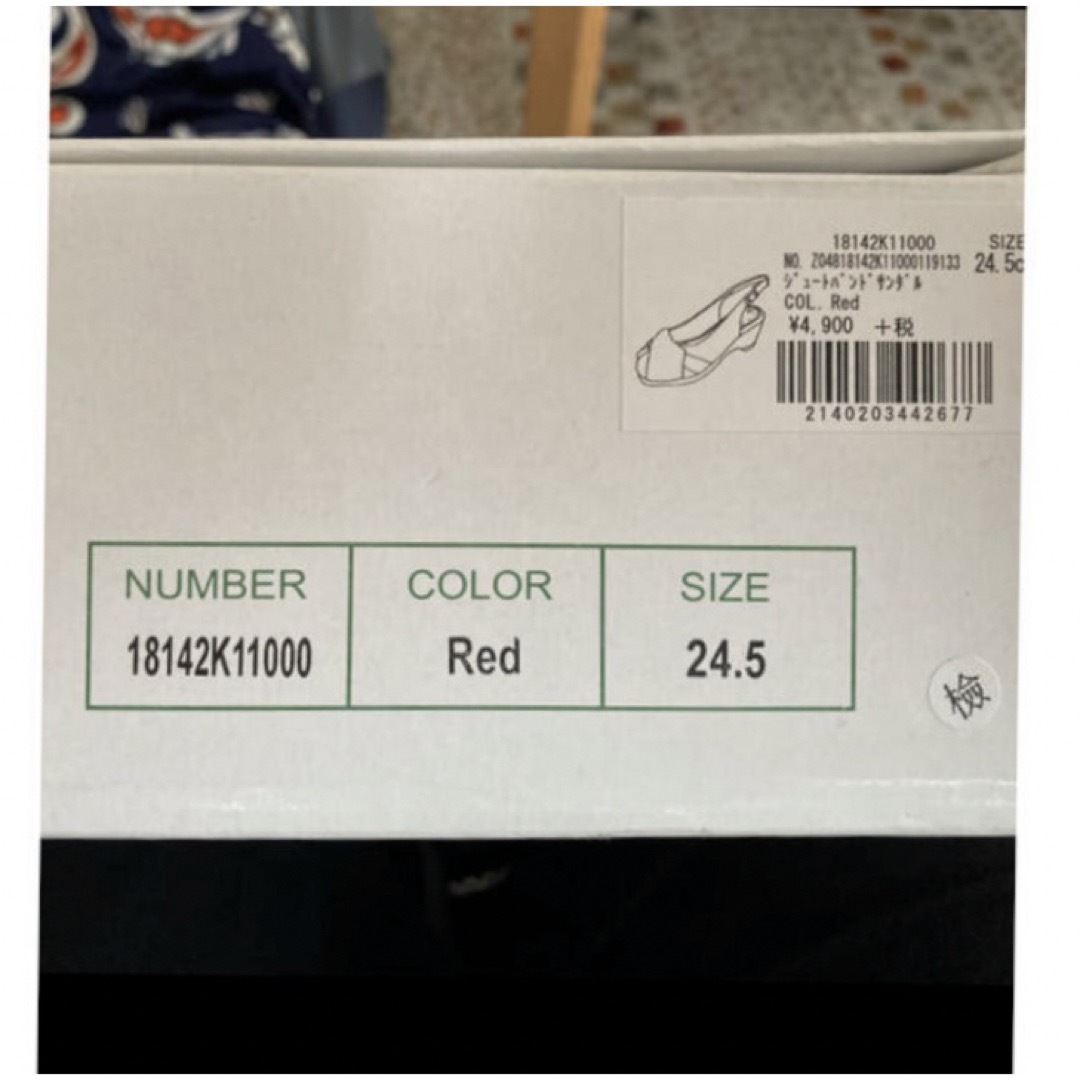 18142K11000 SIZE
NO. Z04818142K11000119133 24.5c
ジュートバンドサンダル
COL. Red
¥4,900 +税
2140203442677
NUMBER COLOR SIZE
18142K11000 Red 24.5
檢